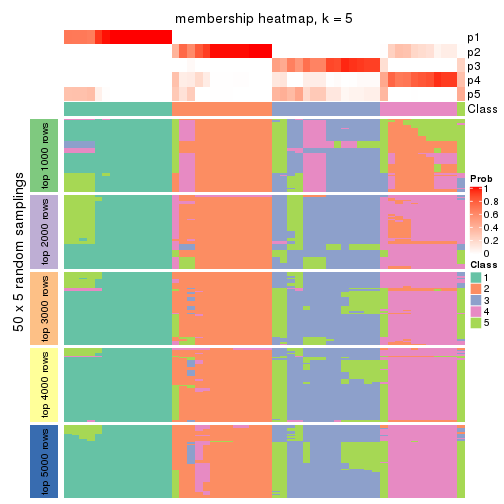 membership heatmap, k = 5
p1
p2
p3
p4
p5
Class
50 x 5 random samplings
top 1000 rows
top 2000 rows
top 3000 rows
top 4000 rows
top 5000 rows
Prob
1
0.8
0.6
0.4
0.2
0
Class
1
2
3
4
5